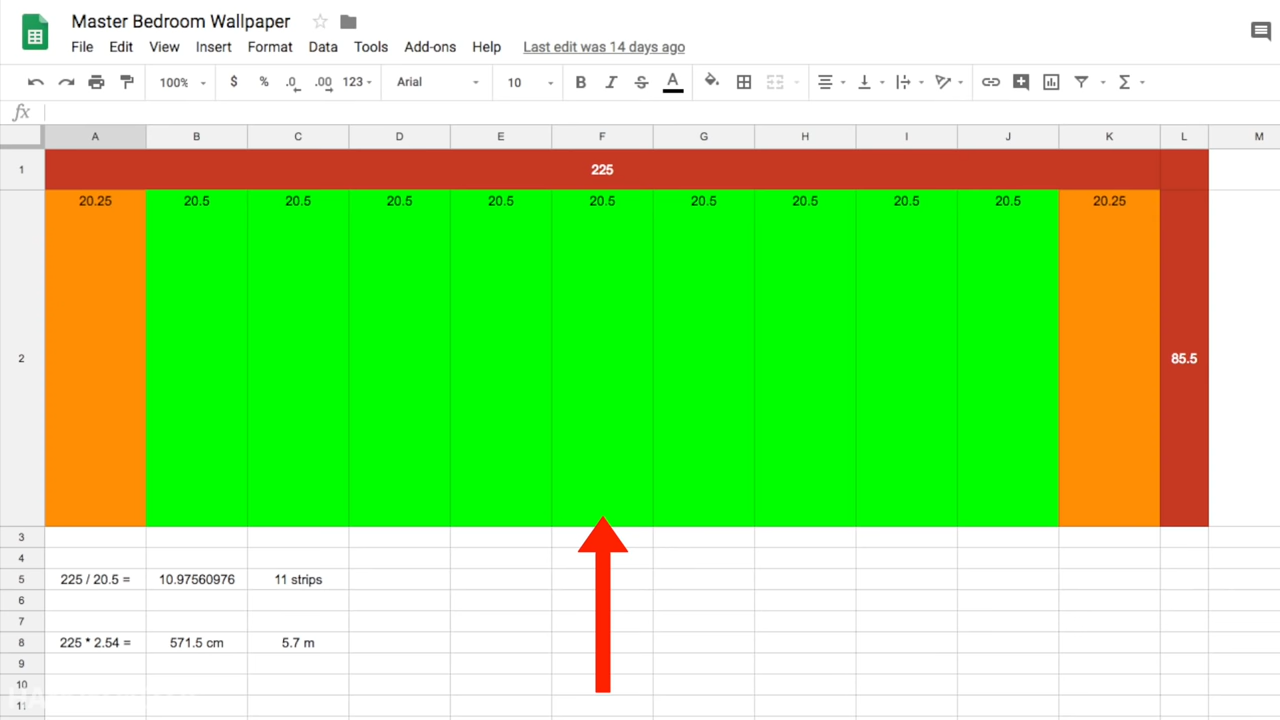 Master Bedroom Wallpaper
File Edit View Insert Format Data Tools Add-ons Help Last edit was 14 days ago
100% $ % .0 .00 123 Arial 10 B I S A Σ
fx
A B C D E F G H I J K L M
1 225
20.25 20.5 20.5 20.5 20.5 20.5 20.5 20.5 20.5 20.5 20.25
2 85.5
3
4
5 225 / 20.5 = 10.97560976 11 strips
6
7
8 225 * 2.54 = 571.5 cm 5.7 m
9
10
11